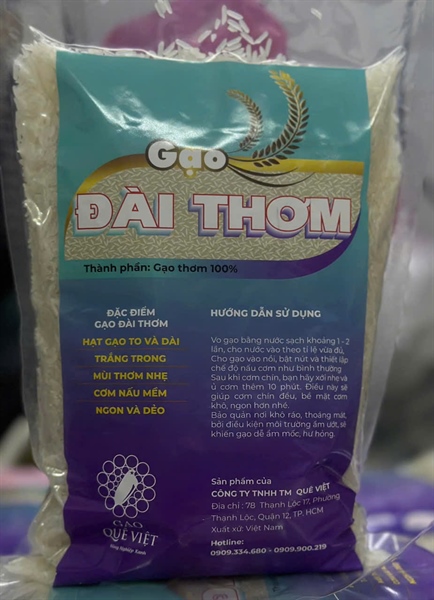 Gạo
ĐÀI THƠM
Thành phần: Gạo thơm 100%
ĐẶC ĐIỂM
GẠO ĐÀI THƠM
HẠT GẠO TO VÀ DÀI
TRẮNG TRONG
MÙI THƠM NHẸ
CƠM NẤU MỀM
NGON VÀ DẺO
HƯỚNG DẪN SỬ DỤNG
Vo gạo bằng nước sạch khoảng 1-2
lần, cho nước vào theo tỉ lệ vừa đủ,
Cho gạo vào nồi, bật nút và thiết lập
chế độ nấu cơm như bình thường
Sau khi cơm chín, bạn hãy xới nhẹ và
ủ cơm thêm 10 phút. Điều này sẽ
giúp cơm chín đều, bề mặt cơm
khô, ngon hơn nhé.
Bảo quản nơi khô ráo, thoáng mát,
bởi điều kiện môi trường ẩm ướt, sẽ
khiến gạo dễ ẩm mốc, hư hỏng.
GẠO
QUÊ VIỆT
Nông Nghiệp Xanh
Sản phẩm của
CÔNG TY TNHH TM QUÊ VIỆT
Địa chỉ : 78 Thạnh Lộc 17, Phường
Thạnh Lộc, Quận 12, TP. HCM
Xuất xứ: Việt Nam
Hotline:
0909.334.680 - 0909.900.219